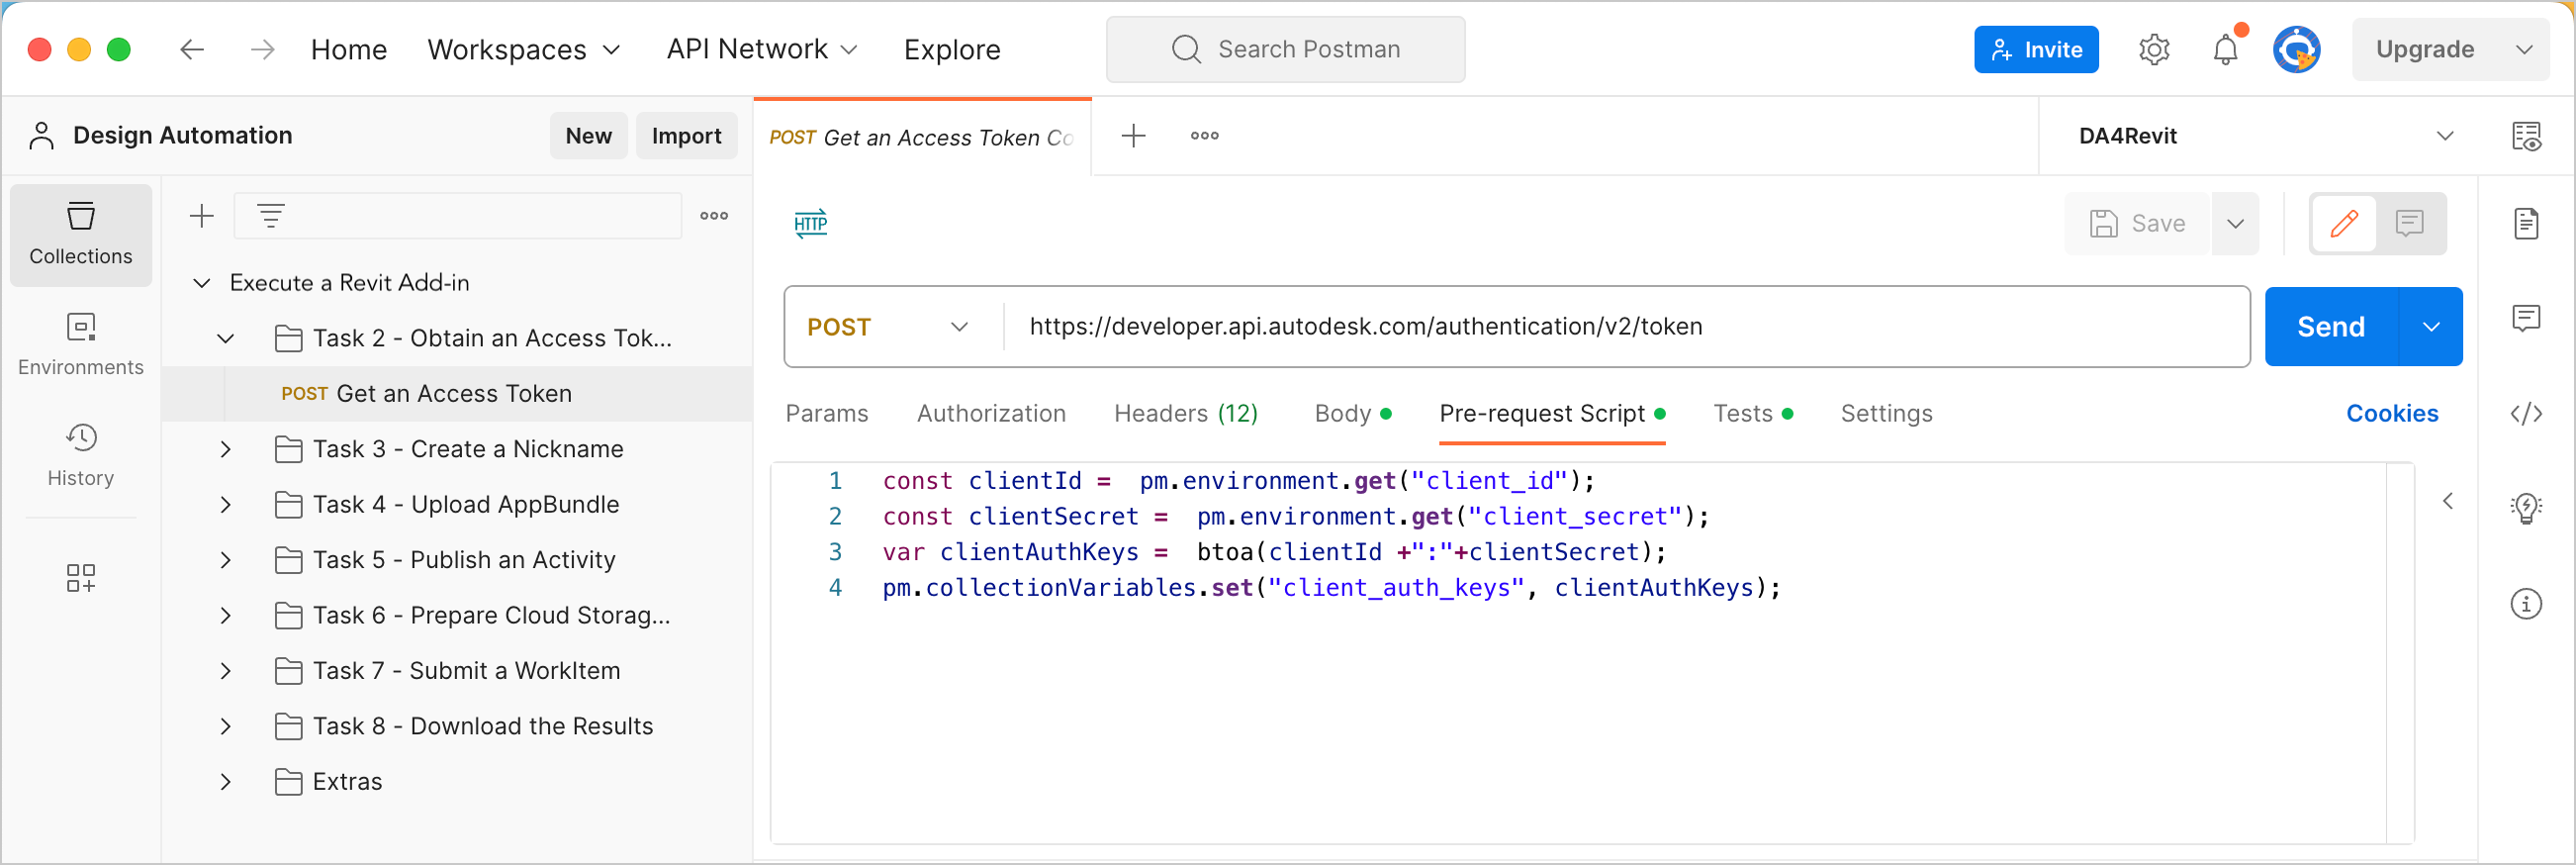 Home Workspaces API Network Explore Search Postman Invite Upgrade
Design Automation New Import POST Get an Access Token Co DA4Revit
Collections
Environments
History
Execute a Revit Add-in
Task 2 - Obtain an Access Tok...
POST Get an Access Token
Task 3 - Create a Nickname
Task 4 - Upload AppBundle
Task 5 - Publish an Activity
Task 6 - Prepare Cloud Storag...
Task 7 - Submit a WorkItem
Task 8 - Download the Results
Extras
HTTP Save
POST https://developer.api.autodesk.com/authentication/v2/token Send
Params Authorization Headers (12) Body Pre-request Script Tests Settings Cookies
1 const clientId =  pm.environment.get("client_id");
2 const clientSecret =  pm.environment.get("client_secret");
3 var clientAuthKeys =  btoa(clientId +":"+clientSecret);
4 pm.collectionVariables.set("client_auth_keys", clientAuthKeys);